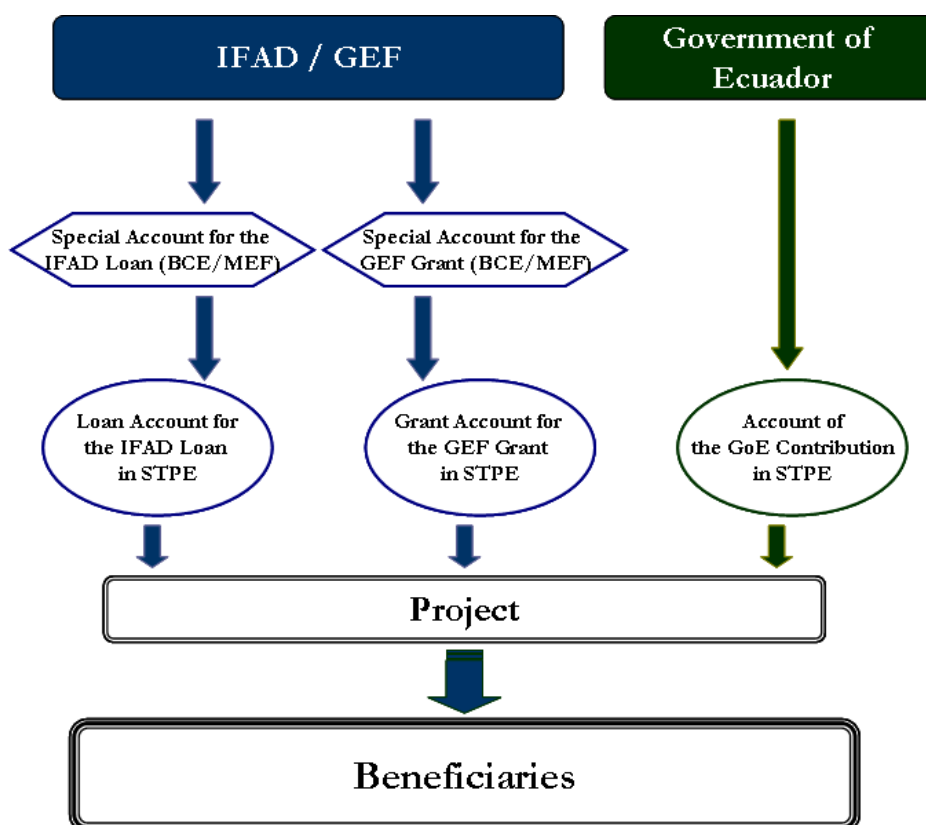 IFAD / GEF
Government of
Ecuador
Special Account for the
IFAD Loan (BCE/MEF)
Special Account for the
GEF Grant (BCE/MEF)
Loan Account for
the IFAD Loan
in STPE
Grant Account for
the GEF Grant
in STPE
Account of
the GoE Contribution
in STPE
Project
Beneficiaries